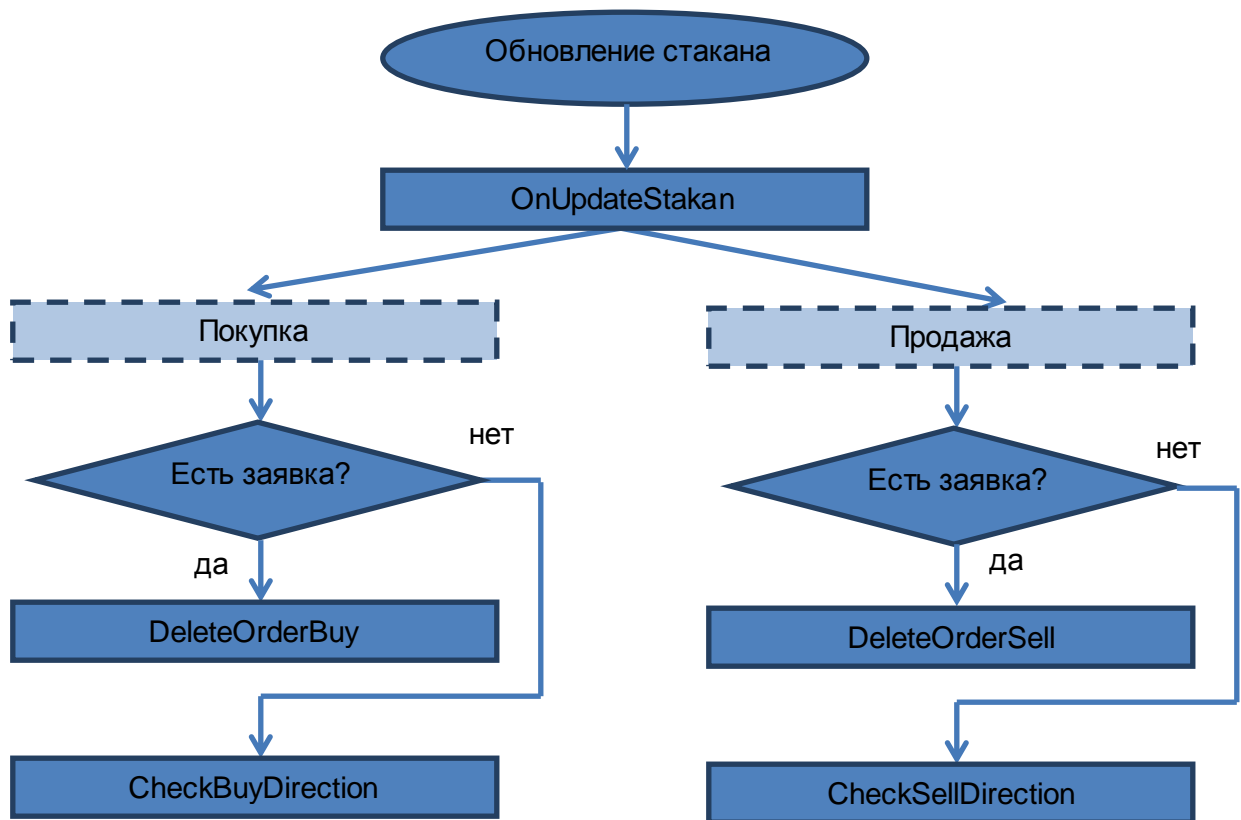 Обновление стакана
OnUpdateStakan
Покупка
Продажа
нет
нет
Есть заявка?
Есть заявка?
да
да
DeleteOrderBuy
DeleteOrderSell
CheckBuyDirection
CheckSellDirection